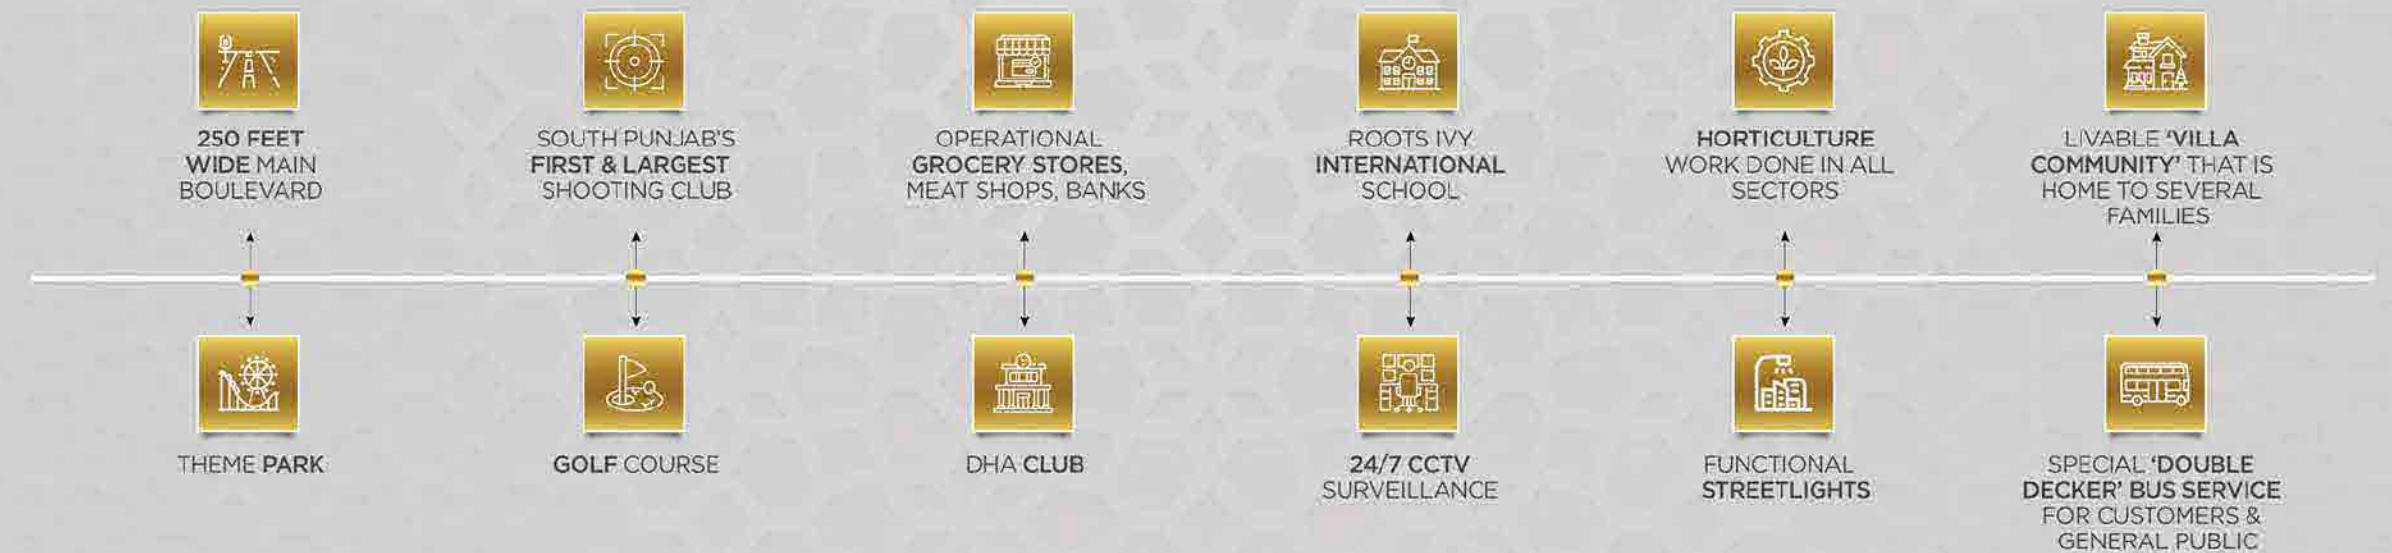 250 FEET
WIDE MAIN
BOULEVARD
SOUTH PUNJAB'S
FIRST & LARGEST
SHOOTING CLUB
OPERATIONAL
GROCERY STORES,
MEAT SHOPS, BANKS
ROOTS IVY
INTERNATIONAL
SCHOOL
HORTICULTURE
WORK DONE IN ALL
SECTORS
LIVABLE ‘VILLA
COMMUNITY’ THAT IS
HOME TO SEVERAL
FAMILIES
THEME PARK
GOLF COURSE
DHA CLUB
24/7 CCTV
SURVEILLANCE
FUNCTIONAL
STREETLIGHTS
SPECIAL ‘DOUBLE
DECKER’ BUS SERVICE
FOR CUSTOMERS &
GENERAL PUBLIC